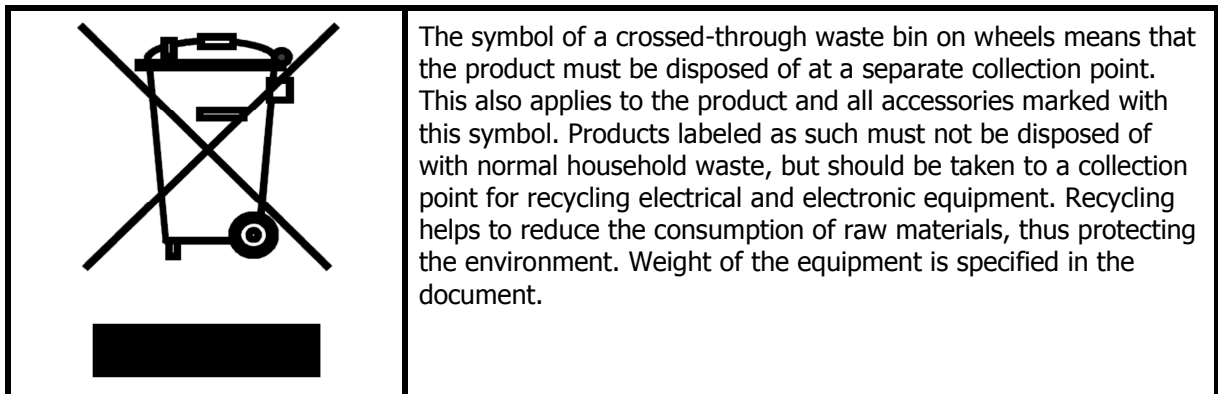 The symbol of a crossed-through waste bin on wheels means that
the product must be disposed of at a separate collection point.
This also applies to the product and all accessories marked with
this symbol. Products labeled as such must not be disposed of
with normal household waste, but should be taken to a collection
point for recycling electrical and electronic equipment. Recycling
helps to reduce the consumption of raw materials, thus protecting
the environment. Weight of the equipment is specified in the
document.